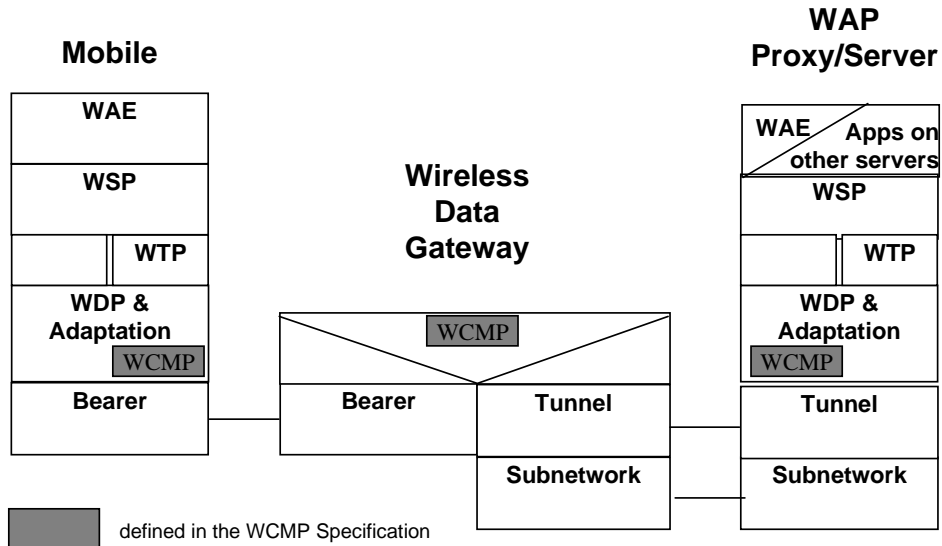 Mobile
WAE
WSP
WTP
WDP &
Adaptation
WCMP
Bearer
Wireless
Data
Gateway
WCMP
Bearer
Tunnel
Subnetwork
WAP
Proxy/Server
WAE
Apps on
other servers
WSP
WTP
WDP &
Adaptation
WCMP
Tunnel
Subnetwork
defined in the WCMP Specification